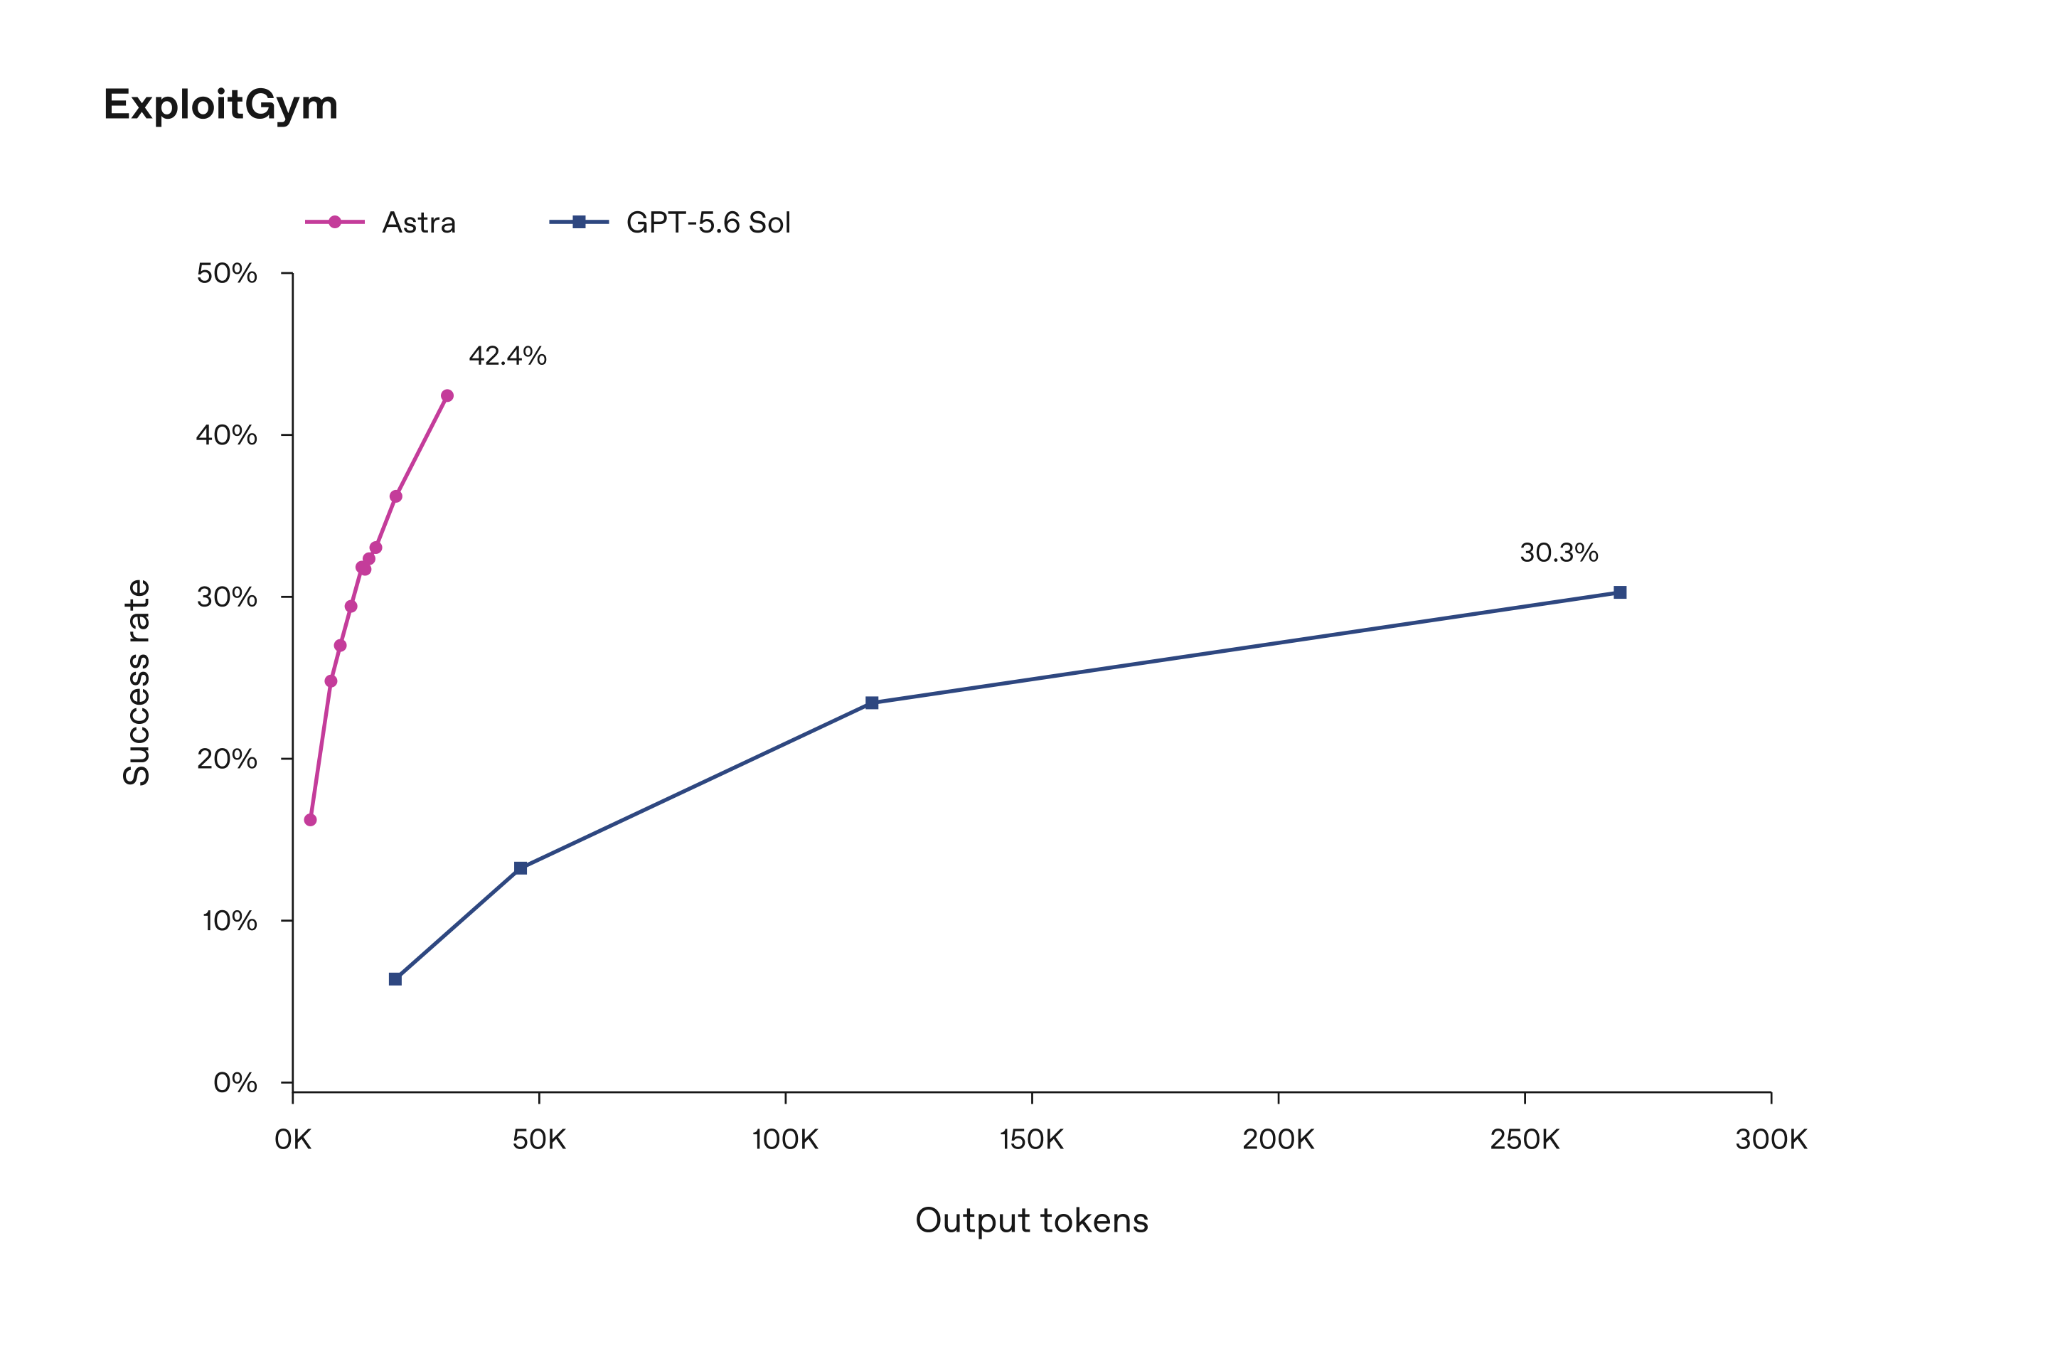 ExploitGym
Astra GPT-5.6 Sol
50%
42.4%
40%
30.3%
30%
20%
10%
0%
Success rate
0K 50K 100K 150K 200K 250K 300K
Output tokens